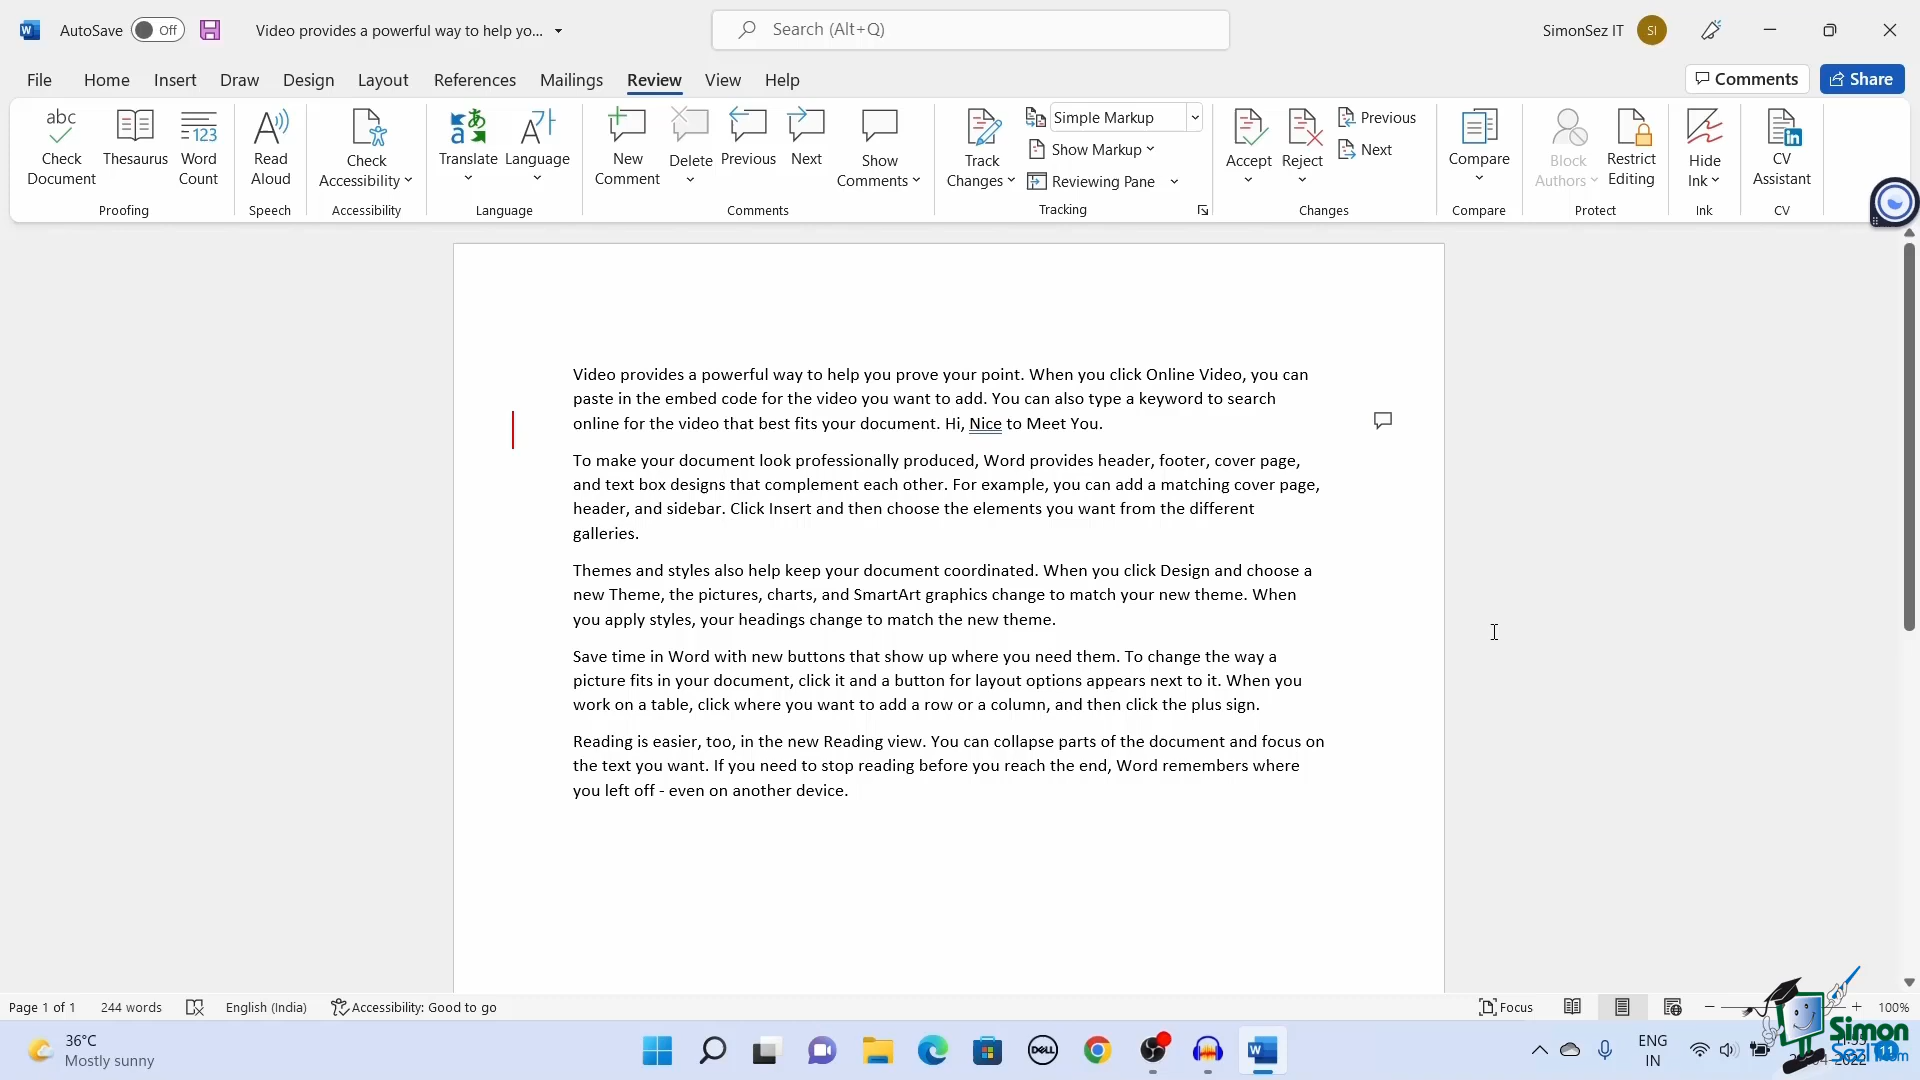 AutoSave Off Video provides a powerful way to help yo... Search (Alt+Q) SimonSez IT SI
File Home Insert Draw Design Layout References Mailings Review View Help Comments Share
abc Check Document
Thesaurus
123 Word Count
Proofing
Read Aloud
Speech
Check Accessibility
Accessibility
Translate
Language
Language
New Comment
Delete
Previous
Next
Show Comments
Comments
Track Changes
Simple Markup
Show Markup
Reviewing Pane
Tracking
Accept
Reject
Previous
Next
Changes
Compare
Compare
Block Authors
Restrict Editing
Protect
Hide Ink
Ink
in
CV Assistant
CV
Video provides a powerful way to help you prove your point. When you click Online Video, you can
paste in the embed code for the video you want to add. You can also type a keyword to search
online for the video that best fits your document. Hi, Nice to Meet You.
To make your document look professionally produced, Word provides header, footer, cover page,
and text box designs that complement each other. For example, you can add a matching cover page,
header, and sidebar. Click Insert and then choose the elements you want from the different
galleries.
Themes and styles also help keep your document coordinated. When you click Design and choose a
new Theme, the pictures, charts, and SmartArt graphics change to match your new theme. When
you apply styles, your headings change to match the new theme.
Save time in Word with new buttons that show up where you need them. To change the way a
picture fits in your document, click it and a button for layout options appears next to it. When you
work on a table, click where you want to add a row or a column, and then click the plus sign.
Reading is easier, too, in the new Reading view. You can collapse parts of the document and focus on
the text you want. If you need to stop reading before you reach the end, Word remembers where
you left off - even on another device.
Page 1 of 1 244 words English (India) Accessibility: Good to go Focus 100%
36°C
Mostly sunny
DELL
W
ENG
IN
Simon
11